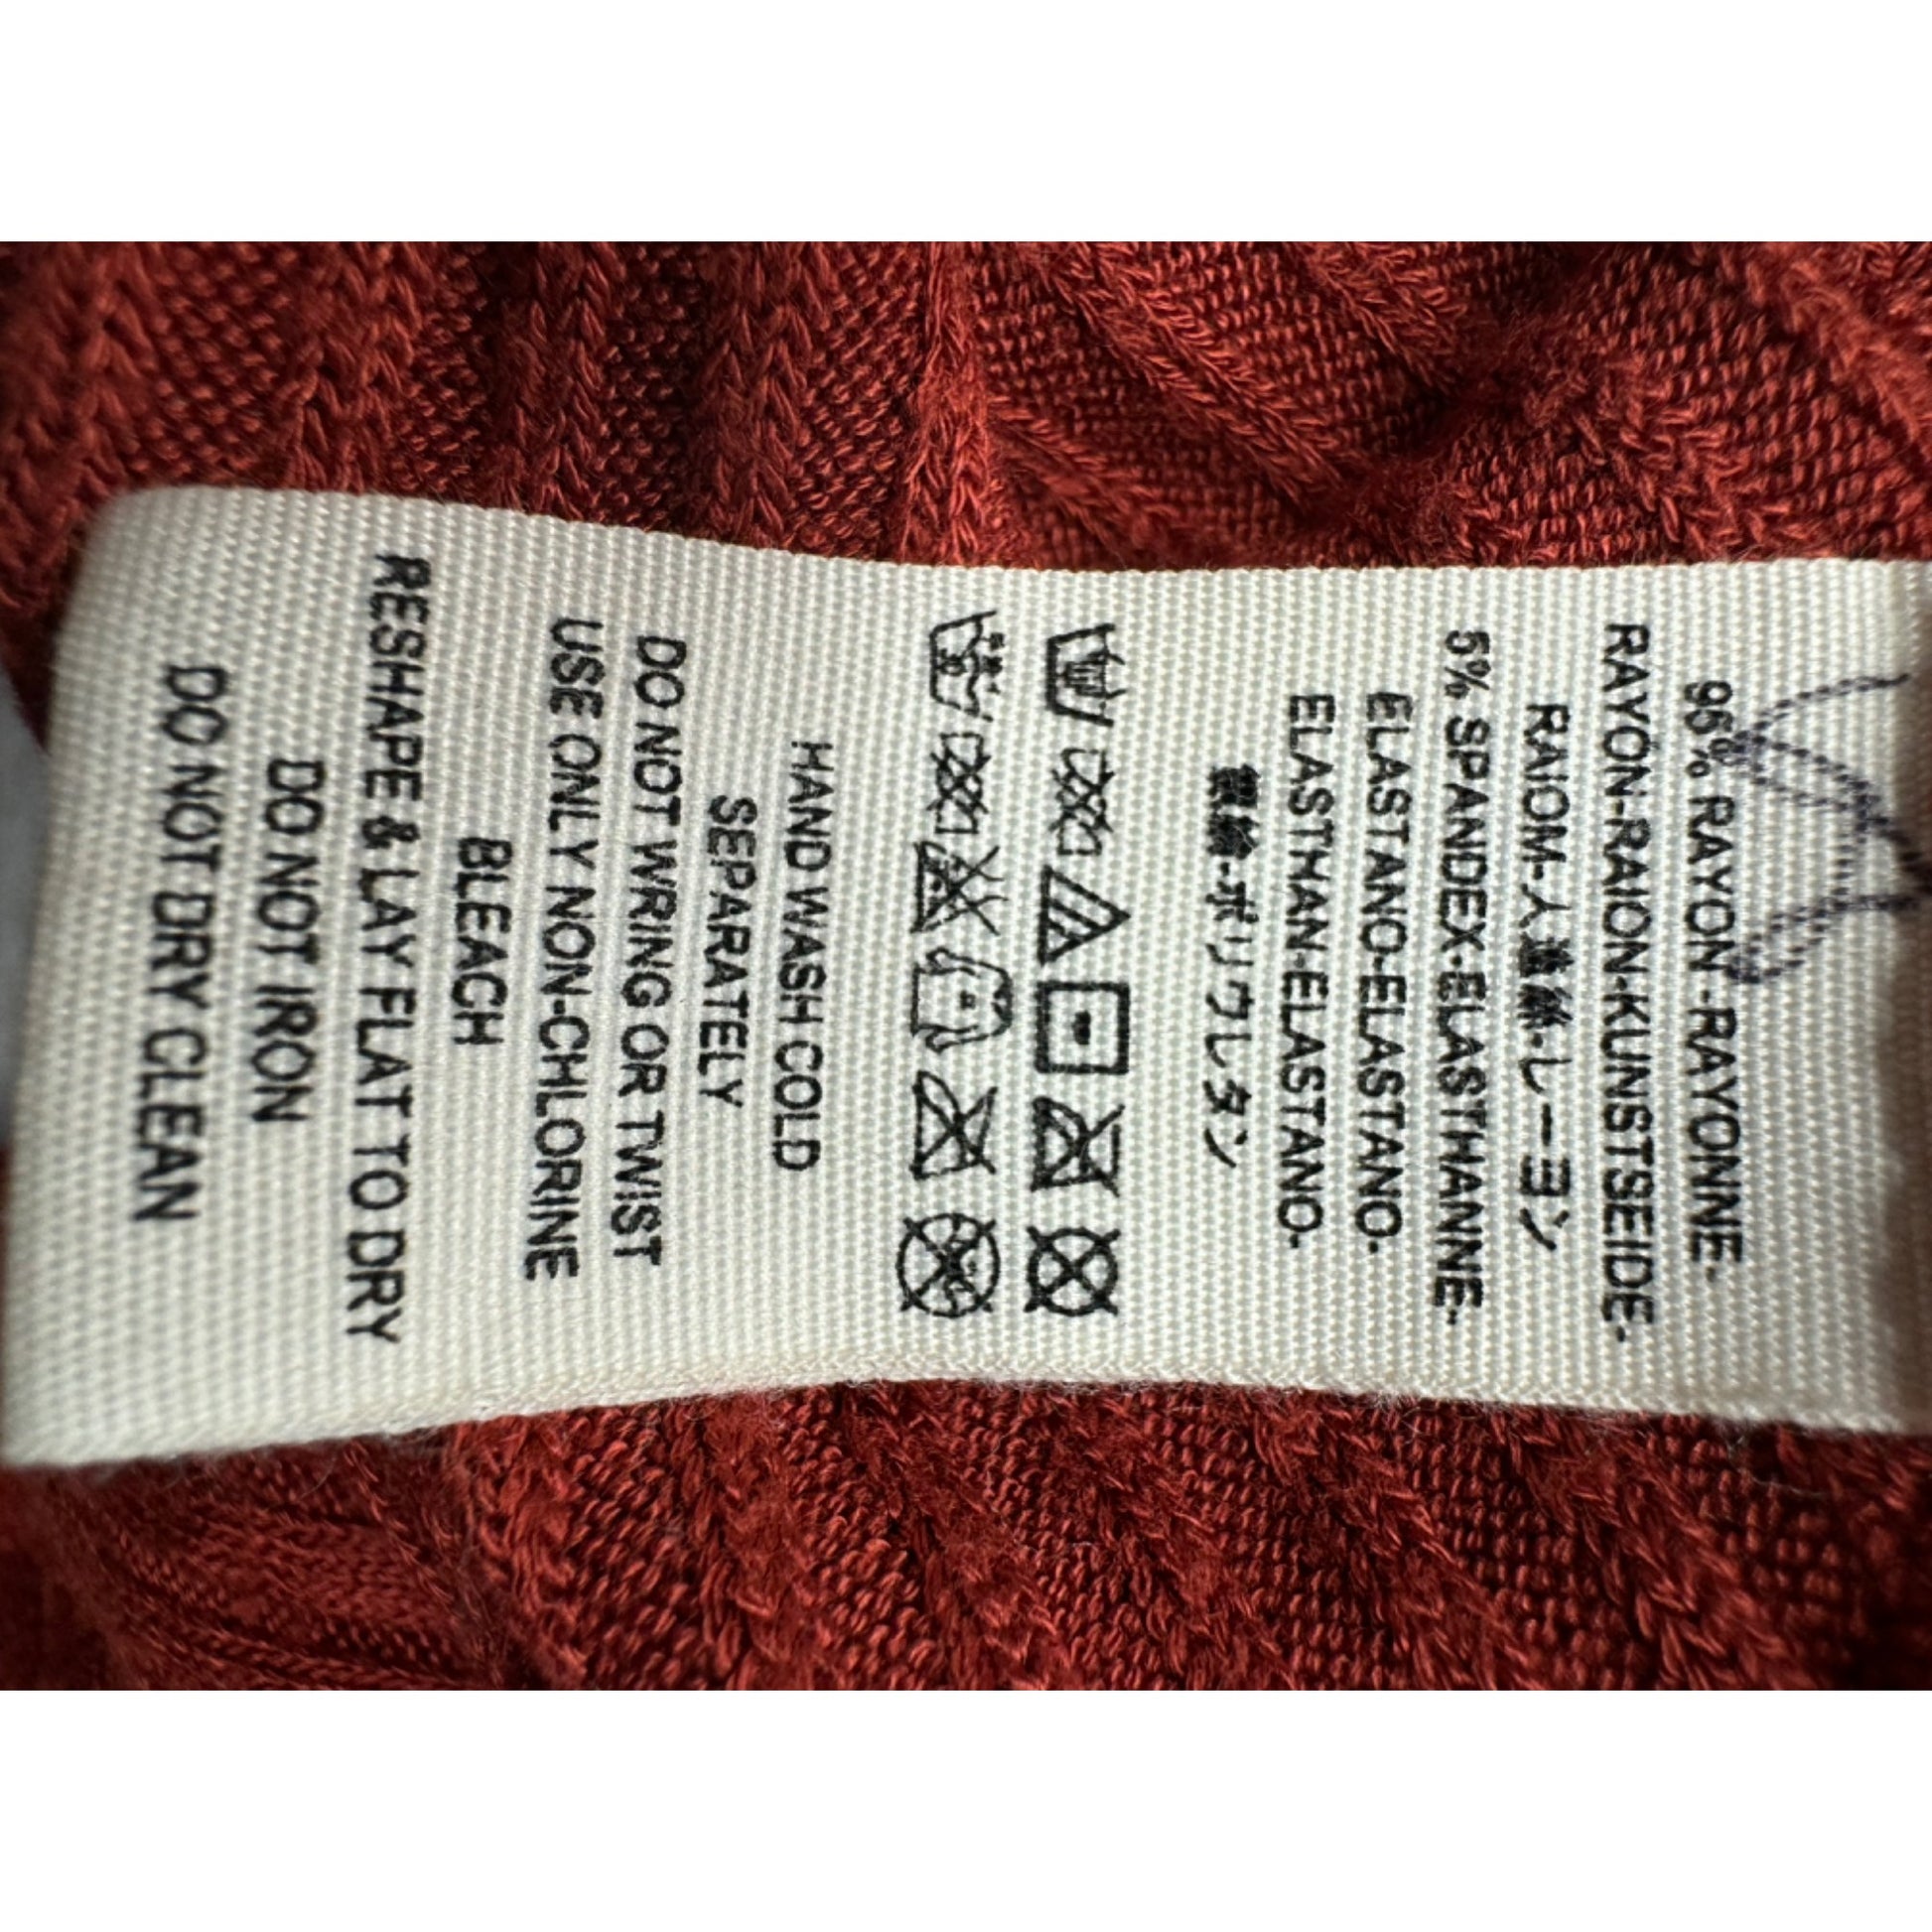 95% RAYON -RAYONNE-
RAYON-RAION-KUNSTSEIDE-
RAIOM-人造絲-レーヨン
5% SPANDEX-ELASTHANNE-
ELASTANO-ELASTANO-
ELASTHAN-ELASTANO-
ポリウレタン
HAND WASH COLD
SEPARATELY
DO NOT WRING OR TWIST
USE ONLY NON-CHLORINE
BLEACH
RESHAPE & LAY FLAT TO DRY
DO NOT IRON
DO NOT DRY CLEAN